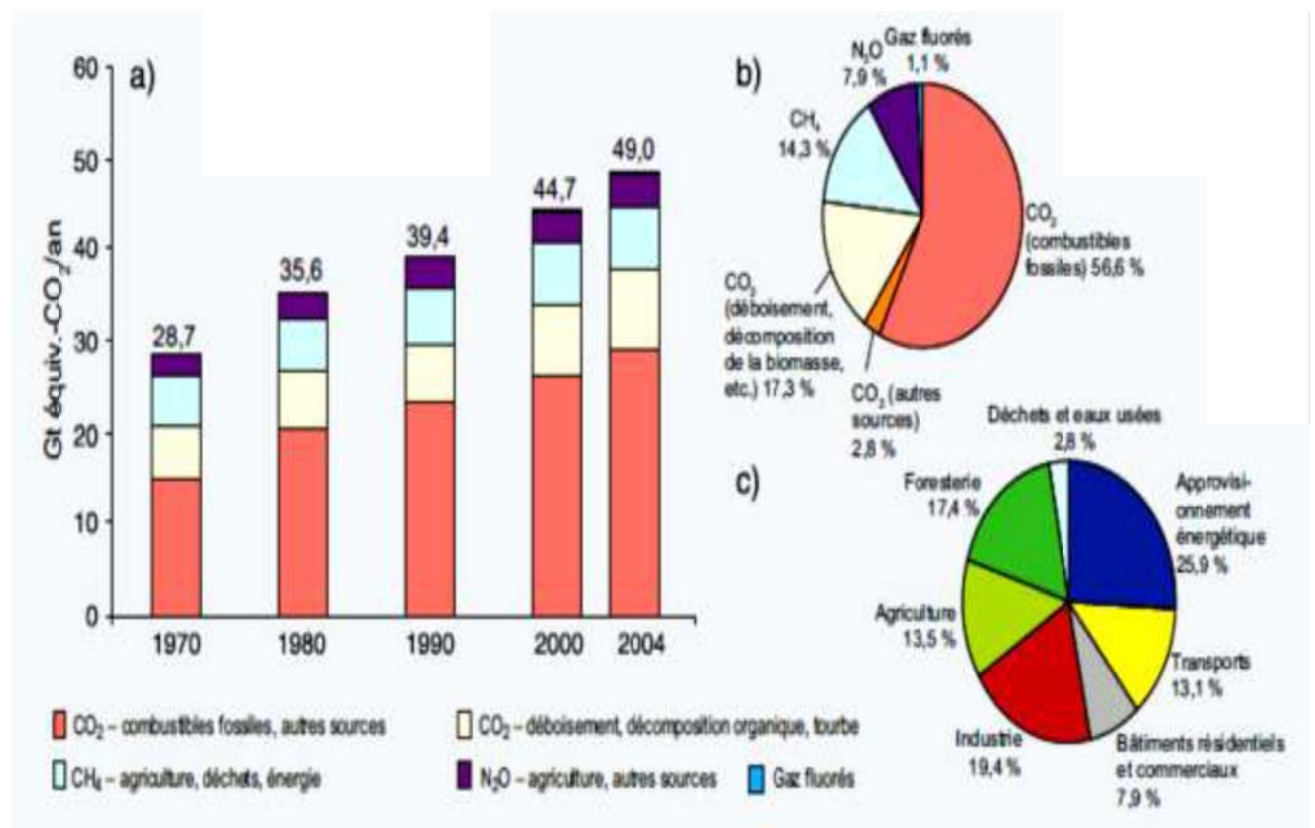 a)
60
50
40
30
20
10
0
Gt équiv.-CO₂/an
28,7
35,6
39,4
44,7
49,0
1970
1980
1990
2000
2004
b)
N₂O
7,9 %
Gaz fluorés
1,1 %
CH₄
14,3 %
CO₂
(combustibles
fossiles) 56,6 %
CO₂
(déboisement,
décomposition
de la biomasse,
etc.) 17,3 %
CO₂ (autres
sources)
2,8 %
c)
Déchets et eaux usées
2,8 %
Foresterie
17,4 %
Approvisi-
onnement
énergétique
25,9 %
Agriculture
13,5 %
Transports
13,1 %
Industrie
19,4 %
Bâtiments résidentiels
et commerciaux
7,9 %
CO₂ – combustibles fossiles, autres sources
CO₂ – déboisement, décomposition organique, tourbe
CH₄ – agriculture, déchets, énergie
N₂O – agriculture, autres sources
Gaz fluorés